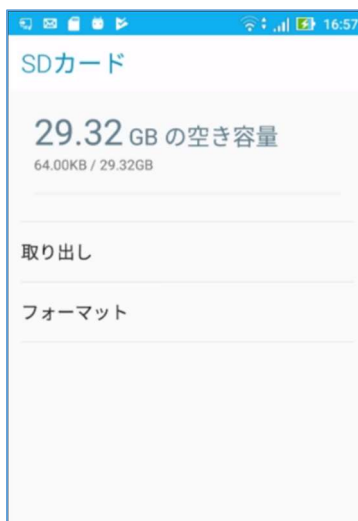 16:57
SDカード
29.32 GB の空き容量
64.00KB / 29.32GB
取り出し
フォーマット